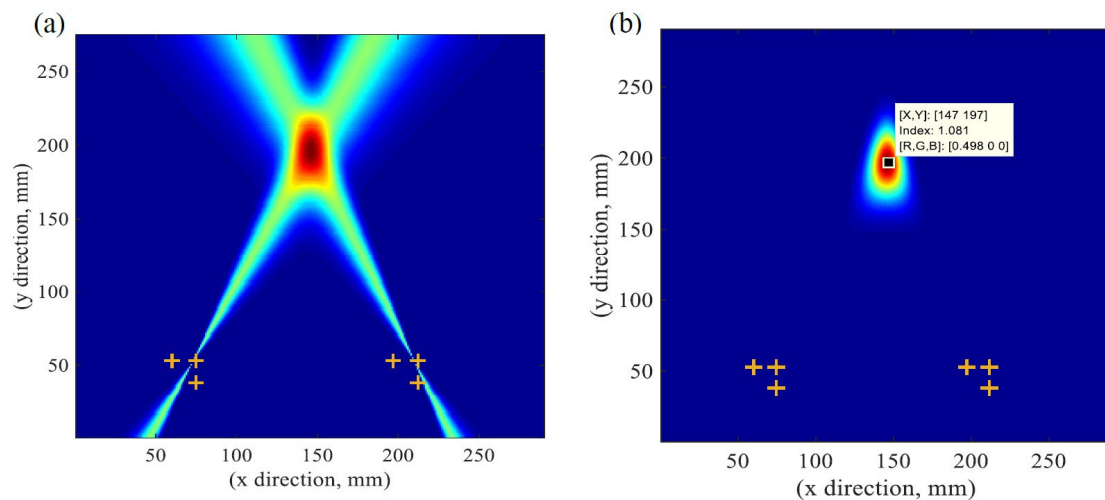 (a)
(y direction, mm)
250
200
150
100
50
50 100 150 200 250
(x direction, mm)
(b)
(y direction, mm)
250
200
150
100
50
[X,Y]: [147 197]
Index: 1.081
[R,G,B]: [0.498 0 0]
50 100 150 200 250
(x direction, mm)